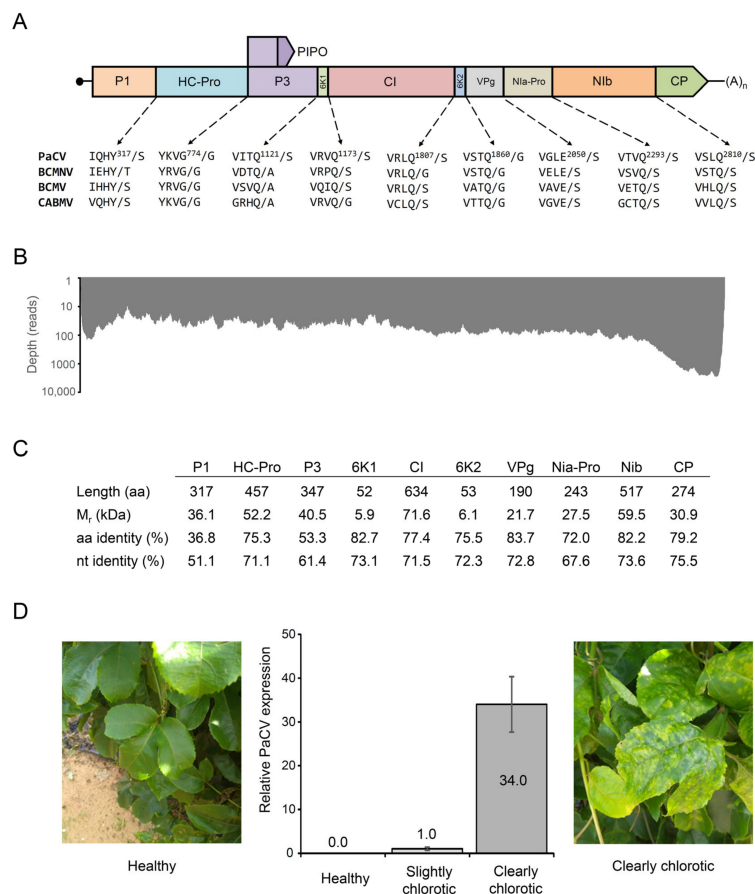 A
PIPO
P1 HC-Pro P3 6K1 CI 6K2 VPg NIa-Pro NIb CP (A)n
PaCV IQHY317/S YKVG774/G VITQ1121/S VRVQ1173/S VRLQ1807/S VSTQ1860/G VGLE2050/S VTVQ2293/S VSLQ2810/S
BCMNV IEHY/T YRVG/G VDTQ/A VRPQ/S VRLQ/G VSTQ/G VELE/S SVSVQ/S VSTQ/S
BCMV IHHY/S YRVG/G VSVQ/A VQIQ/S VRLQ/S VATQ/G VAVE/S VETQ/S VHLQ/S
CABMV VQHY/S YKVG/G GRHQ/A VRVQ/G VCLQ/S VTTQ/G VGVE/S GCTQ/S VVLQ/S
B
Depth (reads)
1
10
100
1000
10,000
C
P1 HC-Pro P3 6K1 CI 6K2 VPg Nia-Pro Nib CP
Length (aa) 317 457 347 52 634 53 190 243 517 274
Mr (kDa) 36.1 52.2 40.5 5.9 71.6 6.1 21.7 27.5 59.5 30.9
aa identity (%) 36.8 75.3 53.3 82.7 77.4 75.5 83.7 72.0 82.2 79.2
nt identity (%) 51.1 71.1 61.4 73.1 71.5 72.3 72.8 67.6 73.6 75.5
D
Healthy
Relative PaCV expression
50
40
30
20
10
0
0.0
1.0
34.0
Healthy
Slightly
chlorotic
Clearly
chlorotic
Clearly chlorotic